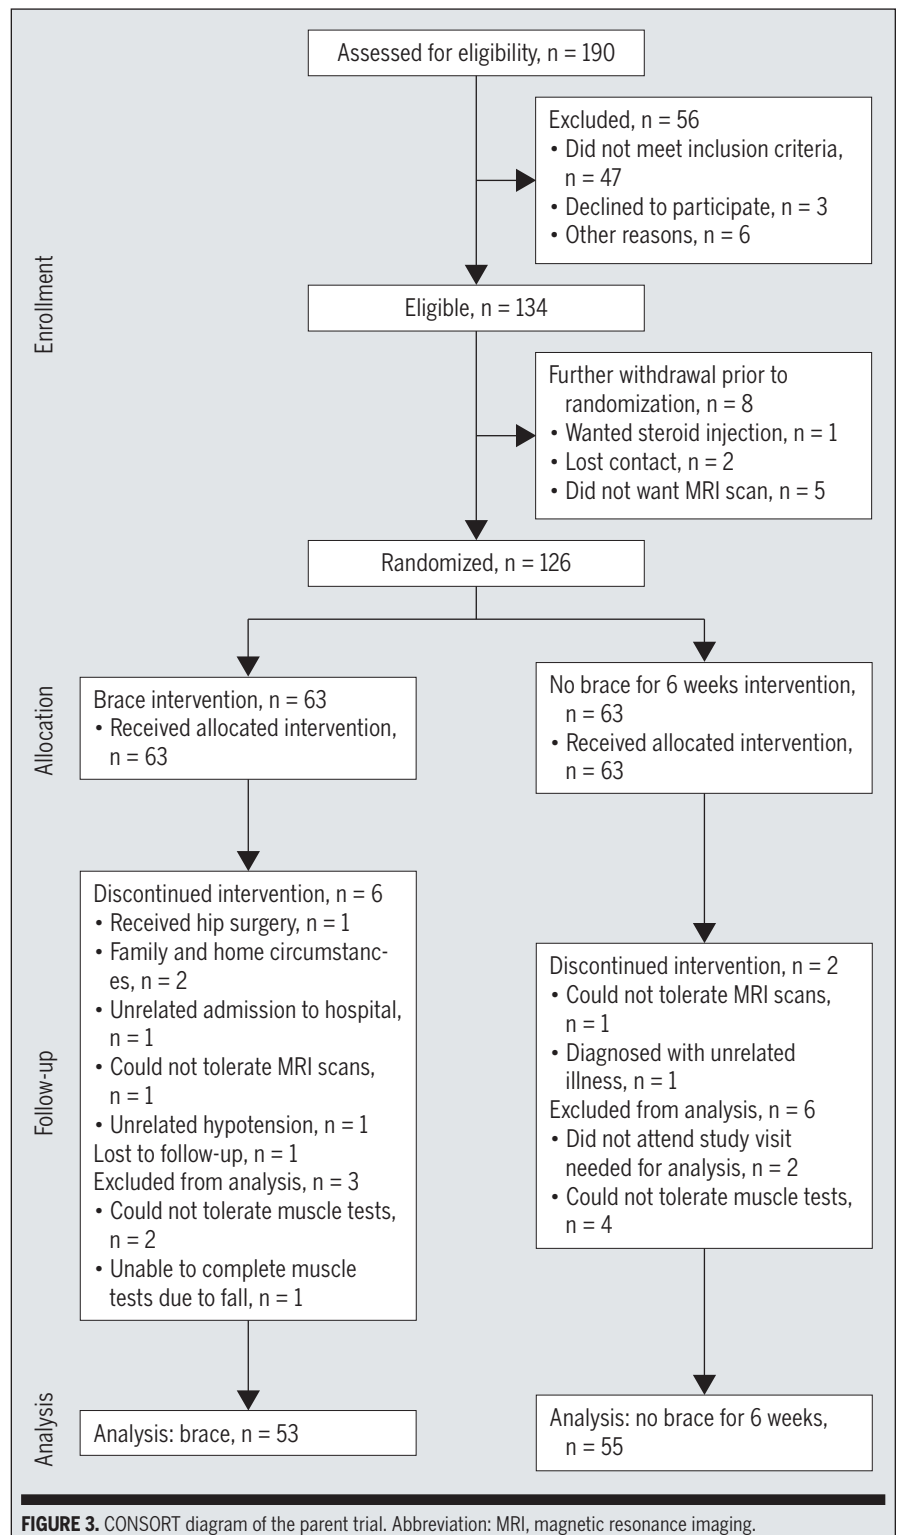 Assessed for eligibility, n = 190
Excluded, n = 56
• Did not meet inclusion criteria,
n = 47
• Declined to participate, n = 3
• Other reasons, n = 6
Enrollment
Eligible, n = 134
Further withdrawal prior to
randomization, n = 8
• Wanted steroid injection, n = 1
• Lost contact, n = 2
• Did not want MRI scan, n = 5
Randomized, n = 126
Allocation
Brace intervention, n = 63
• Received allocated intervention,
n = 63
No brace for 6 weeks intervention,
n = 63
• Received allocated intervention,
n = 63
Follow-up
Discontinued intervention, n = 6
• Received hip surgery, n = 1
• Family and home circumstanc-
es, n = 2
• Unrelated admission to hospital,
n = 1
• Could not tolerate MRI scans,
n = 1
• Unrelated hypotension, n = 1
Lost to follow-up, n = 1
Excluded from analysis, n = 3
• Could not tolerate muscle tests,
n = 2
• Unable to complete muscle
tests due to fall, n = 1
Discontinued intervention, n = 2
• Could not tolerate MRI scans,
n = 1
• Diagnosed with unrelated
illness, n = 1
Excluded from analysis, n = 6
• Did not attend study visit
needed for analysis, n = 2
• Could not tolerate muscle tests,
n = 4
Analysis
Analysis: brace, n = 53
Analysis: no brace for 6 weeks,
n = 55
FIGURE 3. CONSORT diagram of the parent trial. Abbreviation: MRI, magnetic resonance imaging.